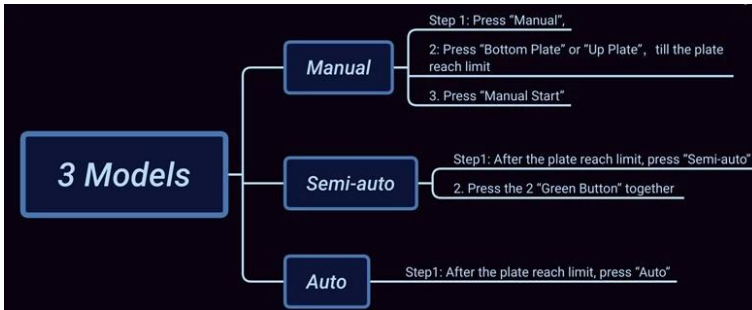 3 Models
Manual
Step 1: Press “Manual”,
2: Press “Bottom Plate” or “Up Plate”, till the plate
reach limit
3. Press “Manual Start”
Semi-auto
Step1: After the plate reach limit, press “Semi-auto”
2. Press the 2 “Green Button” together
Auto
Step1: After the plate reach limit, press “Auto”